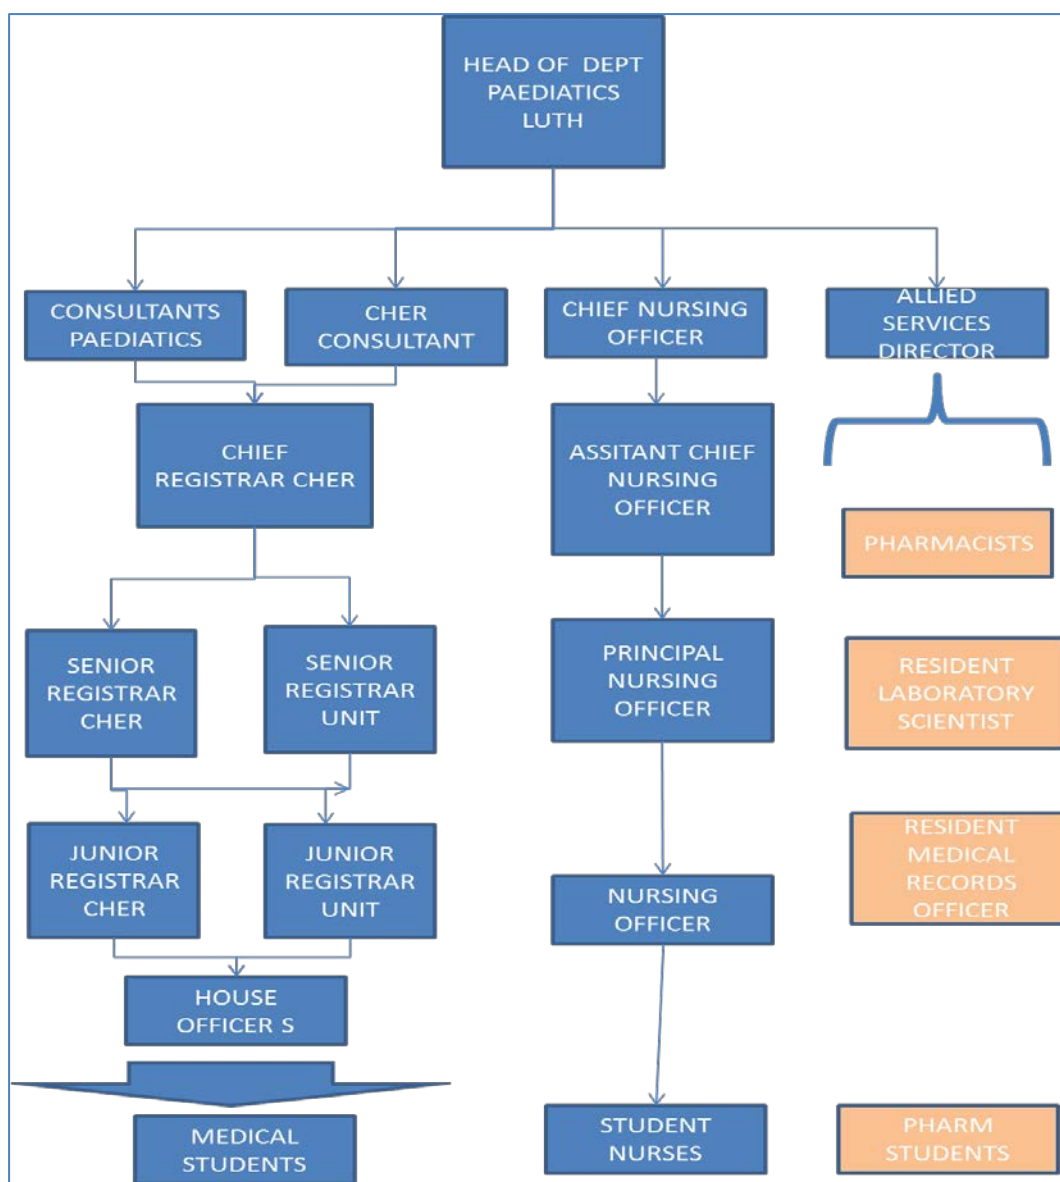 HEAD OF DEPT
PAEDIATICS
LUTH
CONSULTANTS
PAEDIATICS
CHER
CONSULTANT
CHIEF NURSING
OFFICER
ALLIED
SERVICES
DIRECTOR
CHIEF
REGISTRAR CHER
ASSITANT CHIEF
NURSING
OFFICER
PHARMACISTS
SENIOR
REGISTRAR
CHER
SENIOR
REGISTRAR
UNIT
PRINCIPAL
NURSING
OFFICER
RESIDENT
LABORATORY
SCIENTIST
JUNIOR
REGISTRAR
CHER
JUNIOR
REGISTRAR
UNIT
NURSING
OFFICER
RESIDENT
MEDICAL
RECORDS
OFFICER
HOUSE
OFFICER S
MEDICAL
STUDENTS
STUDENT
NURSES
PHARM
STUDENTS